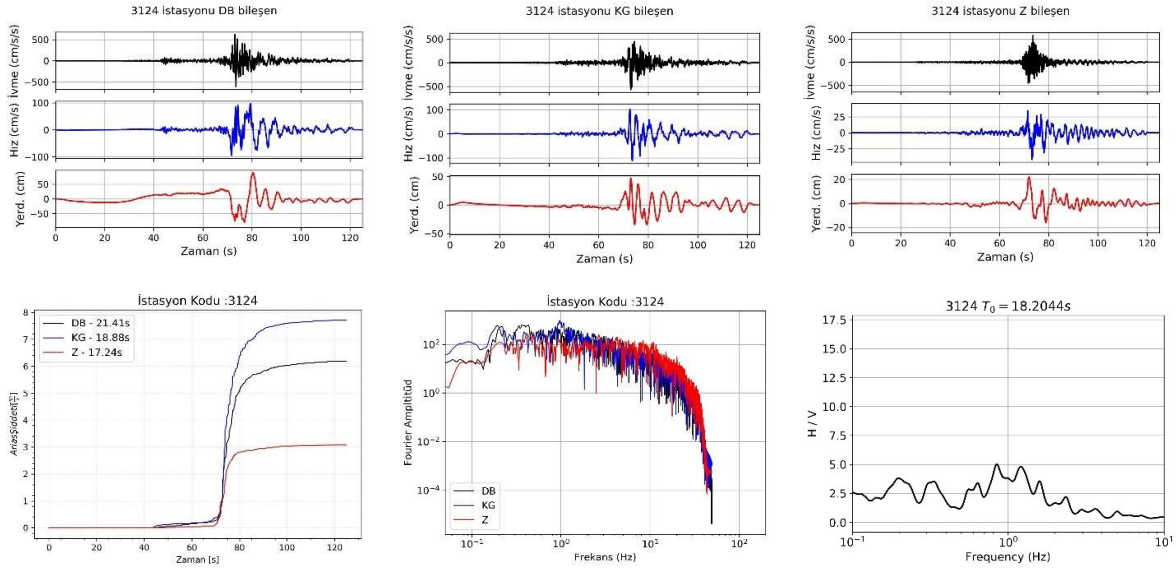 3124 istasyonu DB bileşen
İvme (cm/s/s)
500
0
−500
Hız (cm/s)
100
0
−100
Yerd. (cm)
50
0
−50
0 20 40 60 80 100 120
Zaman (s)
3124 istasyonu KG bileşen
İvme (cm/s/s)
500
0
−500
Hız (cm/s)
100
0
−100
Yerd. (cm)
50
0
−50
0 20 40 60 80 100 120
Zaman (s)
3124 istasyonu Z bileşen
İvme (cm/s/s)
500
0
−500
Hız (cm/s)
25
0
−25
Yerd. (cm)
20
0
−20
0 20 40 60 80 100 120
Zaman (s)
İstasyon Kodu :3124
DB - 21.41s
KG - 18.88s
Z - 17.24s
8
7
6
5
4
3
2
1
0
0 20 40 60 80 100 120
Zaman [s]
İstasyon Kodu :3124
Fourier Amplitüd
10²
10⁰
10⁻²
10⁻⁴
DB
KG
Z
10⁻¹ 10⁰ 10¹ 10²
Frekans (Hz)
3124 T₀ = 18.2044s
H / V
17.5
15.0
12.5
10.0
7.5
5.0
2.5
0.0
10⁻¹ 10⁰ 10¹
Frequency (Hz)